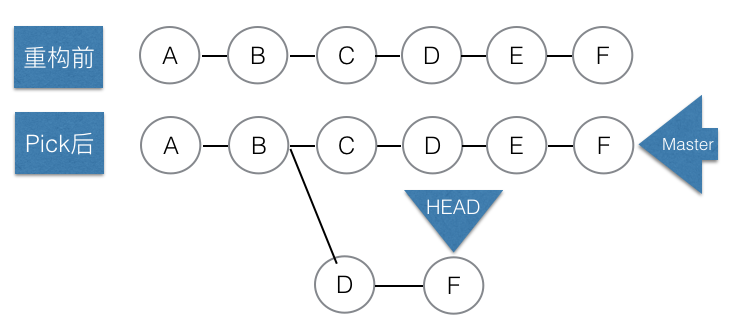 重构前 A B C D E F
Pick后 A B C D E F Master
HEAD
D F